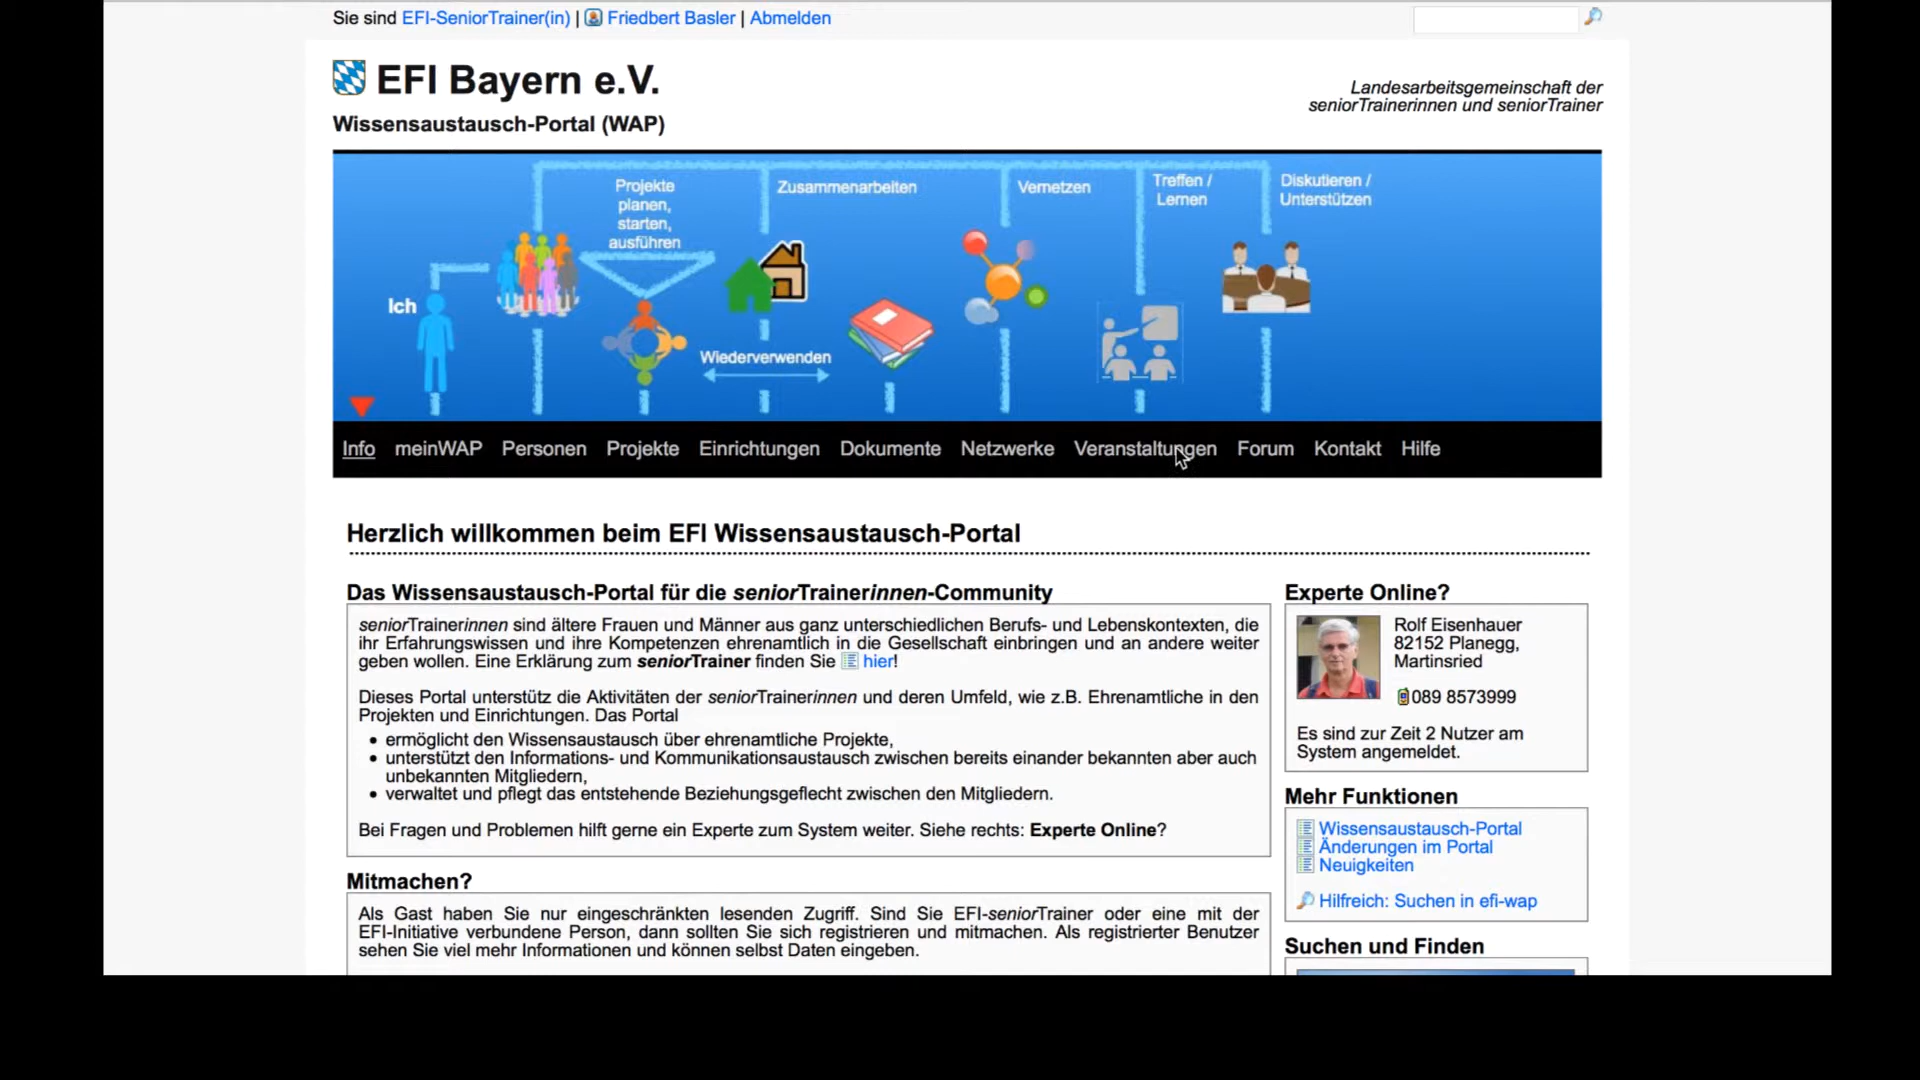 Sie sind EFI-SeniorTrainer(in) | Friedbert Basler | Abmelden
EFI Bayern e.V.
Wissensaustausch-Portal (WAP)
Landesarbeitsgemeinschaft der
seniorTrainerinnen und seniorTrainer
Projekte
planen,
starten,
ausführen
Zusammenarbeiten
Vernetzen
Treffen /
Lernen
Diskutieren /
Unterstützen
Ich
Wiederverwenden
Info meinWAP Personen Projekte Einrichtungen Dokumente Netzwerke Veranstaltungen Forum Kontakt Hilfe
Herzlich willkommen beim EFI Wissensaustausch-Portal
Das Wissensaustausch-Portal für die seniorTrainerinnen-Community
seniorTrainerinnen sind ältere Frauen und Männer aus ganz unterschiedlichen Berufs- und Lebenskontexten, die
ihr Erfahrungswissen und ihre Kompetenzen ehrenamtlich in die Gesellschaft einbringen und an andere weiter
geben wollen. Eine Erklärung zum seniorTrainer finden Sie hier!
Dieses Portal unterstütz die Aktivitäten der seniorTrainerinnen und deren Umfeld, wie z.B. Ehrenamtliche in den
Projekten und Einrichtungen. Das Portal
• ermöglicht den Wissensaustausch über ehrenamtliche Projekte,
• unterstützt den Informations- und Kommunikationsaustausch zwischen bereits einander bekannten aber auch
unbekannten Mitgliedern,
• verwaltet und pflegt das entstehende Beziehungsgeflecht zwischen den Mitgliedern.
Bei Fragen und Problemen hilft gerne ein Experte zum System weiter. Siehe rechts: Experte Online?
Mitmachen?
Als Gast haben Sie nur eingeschränkten lesenden Zugriff. Sind Sie EFI-seniorTrainer oder eine mit der
EFI-Initiative verbundene Person, dann sollten Sie sich registrieren und mitmachen. Als registrierter Benutzer
sehen Sie viel mehr Informationen und können selbst Daten eingeben.
Experte Online?
Rolf Eisenhauer
82152 Planegg,
Martinsried
089 8573999
Es sind zur Zeit 2 Nutzer am
System angemeldet.
Mehr Funktionen
Wissensaustausch-Portal
Änderungen im Portal
Neuigkeiten
Hilfreich: Suchen in efi-wap
Suchen und Finden